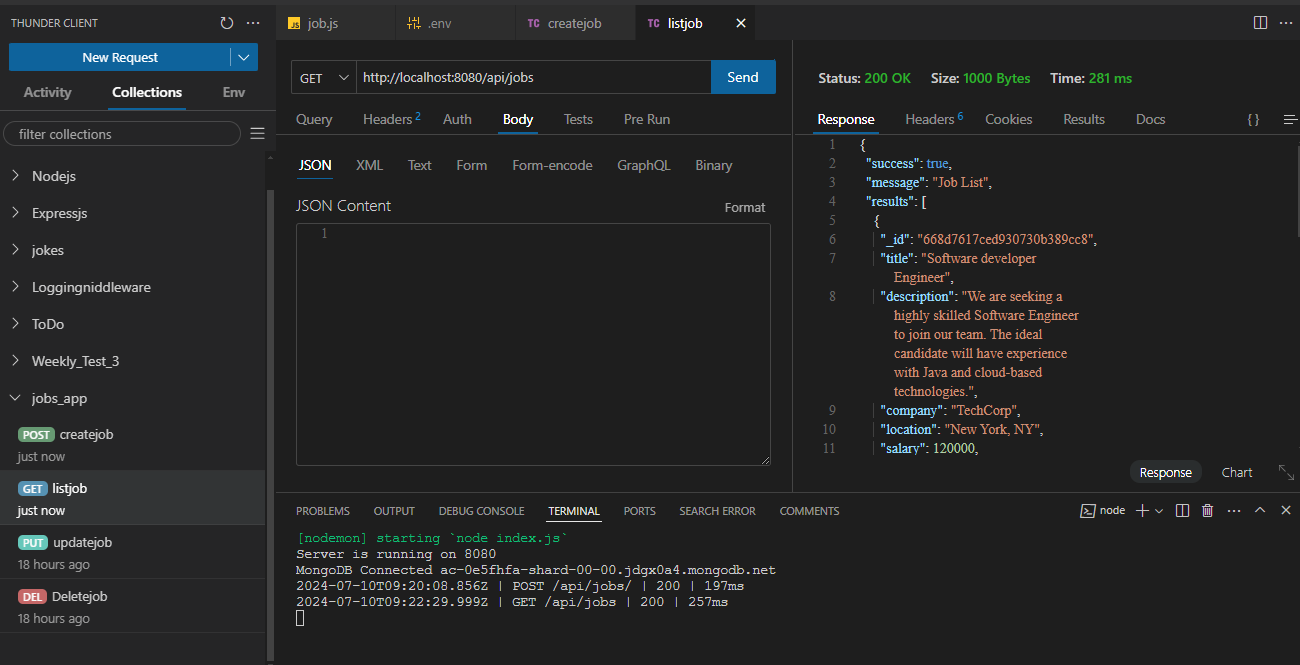 THUNDER CLIENT
New Request
Activity Collections Env
filter collections
Nodejs
Expressjs
jokes
Loggingniddleware
ToDo
Weekly_Test_3
jobs_app
POST createjob
just now
GET listjob
just now
PUT updatejob
18 hours ago
DEL Deletejob
18 hours ago
JS job.js .env TC createjob TC listjob
GET http://localhost:8080/api/jobs Send
Query Headers 2 Auth Body Tests Pre Run
JSON XML Text Form Form-encode GraphQL Binary
JSON Content Format
1
Status: 200 OK Size: 1000 Bytes Time: 281 ms
Response Headers 6 Cookies Results Docs { }
1 {
2 "success": true,
3 "message": "Job List",
4 "results": [
5 {
6 "_id": "668d7617ced930730b389cc8",
7 "title": "Software developer
Engineer",
8 "description": "We are seeking a
highly skilled Software Engineer
to join our team. The ideal
candidate will have experience
with Java and cloud-based
technologies.",
9 "company": "TechCorp",
10 "location": "New York, NY",
11 "salary": 120000,
Response Chart
PROBLEMS OUTPUT DEBUG CONSOLE TERMINAL PORTS SEARCH ERROR COMMENTS node
[nodemon] starting `node index.js`
Server is running on 8080
MongoDB Connected ac-0e5fhfa-shard-00-00.jdgx0a4.mongodb.net
2024-07-10T09:20:08.856Z | POST /api/jobs/ | 200 | 197ms
2024-07-10T09:22:29.999Z | GET /api/jobs | 200 | 257ms